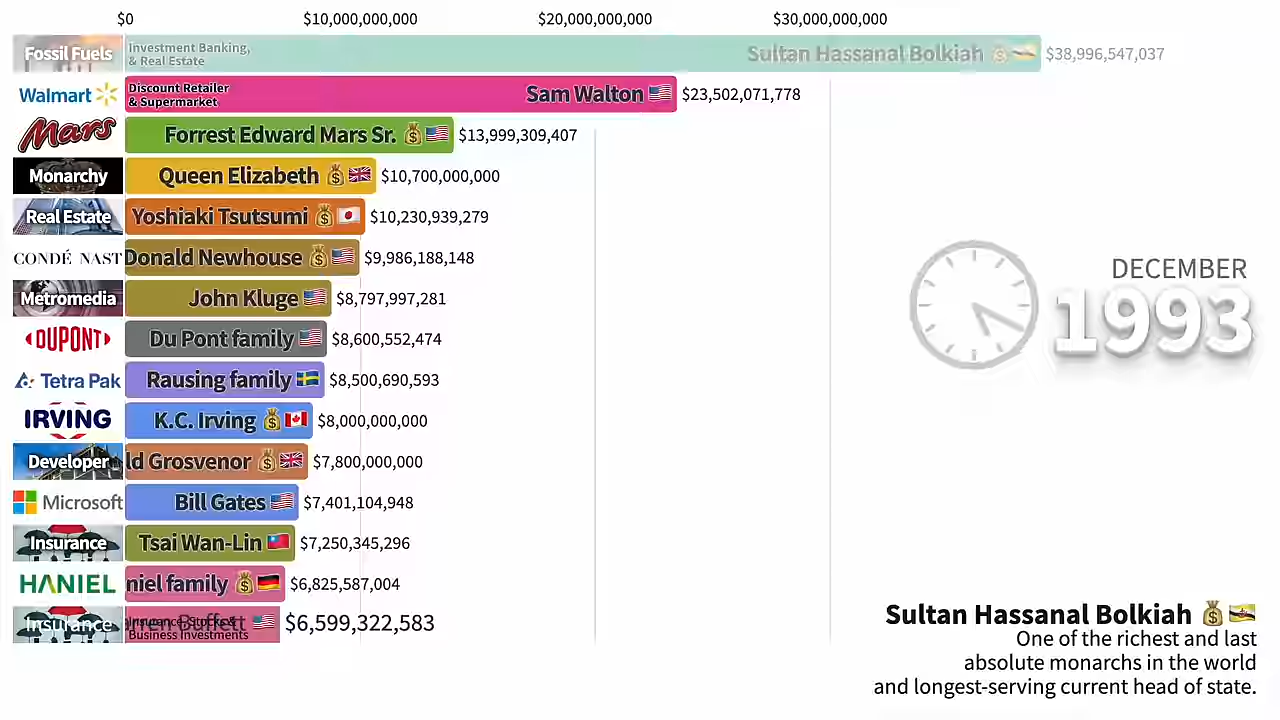 $0 $10,000,000,000 $20,000,000,000 $30,000,000,000
Fossil Fuels Investment Banking, & Real Estate Sultan Hassanal Bolkiah 💰🇧🇳 $38,996,547,037
Walmart Discount Retailer & Supermarket Sam Walton 🇺🇸 $23,502,071,778
Mars Forrest Edward Mars Sr. 💰🇺🇸 $13,999,309,407
Monarchy Queen Elizabeth 💰🇬🇧 $10,700,000,000
Real Estate Yoshiaki Tsutsumi 💰🇯🇵 $10,230,939,279
CONDÉ NAST Donald Newhouse 💰🇺🇸 $9,986,188,148
Metromedia John Kluge 🇺🇸 $8,797,997,281
DUPONT Du Pont family 🇺🇸 $8,600,552,474
Tetra Pak Rausing family 🇸🇪 $8,500,690,593
IRVING K.C. Irving 💰🇨🇦 $8,000,000,000
Developer ld Grosvenor 💰🇬🇧 $7,800,000,000
Microsoft Bill Gates 🇺🇸 $7,401,104,948
Insurance Tsai Wan-Lin 🇹🇼 $7,250,345,296
HANIEL niel family 💰🇩🇪 $6,825,587,004
Insurance Insurance, Stocks & Business Investments rren Buffett 🇺🇸 $6,599,322,583
DECEMBER
1993
Sultan Hassanal Bolkiah 💰🇧🇳
One of the richest and last
absolute monarchs in the world
and longest-serving current head of state.